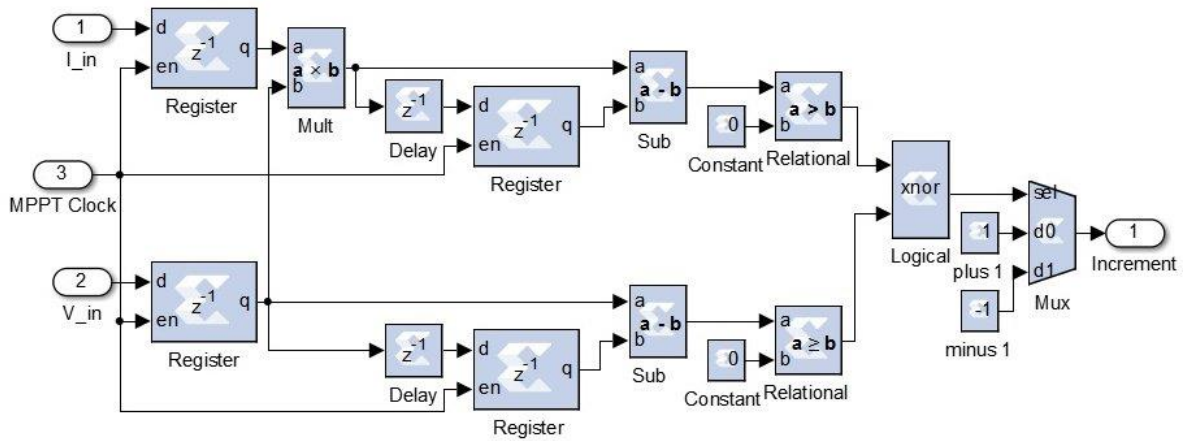 1
I_in
d
en
z-1
q
Register
a
a × b
b
Mult
z-1
Delay
d
en
z-1
q
Register
a
a - b
b
Sub
0
Constant
a
a > b
b
Relational
3
MPPT Clock
xnor
Logical
sel
d0
d1
Mux
1
plus 1
-1
minus 1
1
Increment
2
V_in
d
en
z-1
q
Register
z-1
Delay
d
en
z-1
q
Register
a
a - b
b
Sub
0
Constant
a
a ≥ b
b
Relational